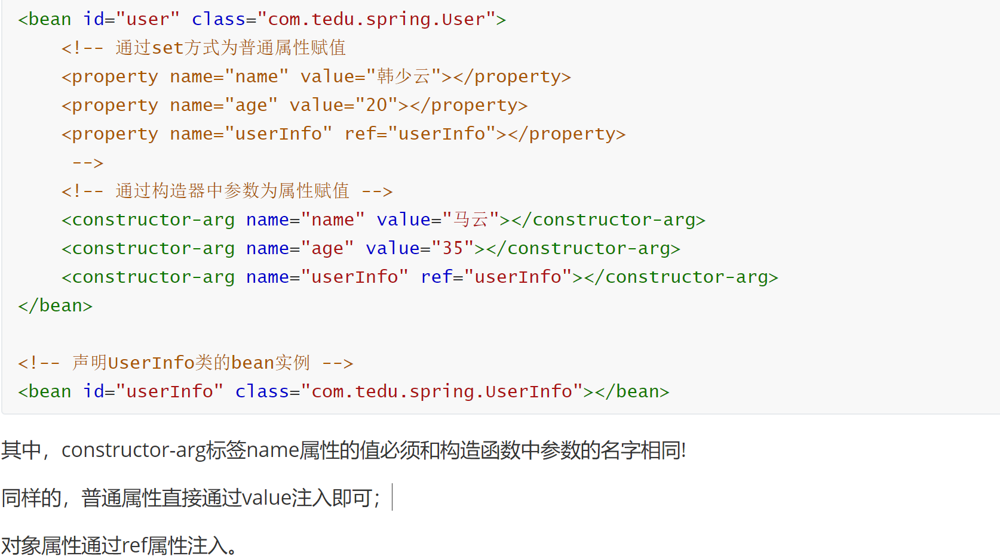 <bean id="user" class="com.tedu.spring.User">
    <!-- 通过set方式为普通属性赋值
    <property name="name" value="韩少云"></property>
    <property name="age" value="20"></property>
    <property name="userInfo" ref="userInfo"></property>
     -->
    <!-- 通过构造器中参数为属性赋值 -->
    <constructor-arg name="name" value="马云"></constructor-arg>
    <constructor-arg name="age" value="35"></constructor-arg>
    <constructor-arg name="userInfo" ref="userInfo"></constructor-arg>
</bean>
<!-- 声明UserInfo类的bean实例 -->
<bean id="userInfo" class="com.tedu.spring.UserInfo"></bean>
其中，constructor-arg标签name属性的值必须和构造函数中参数的名字相同!
同样的，普通属性直接通过value注入即可；
对象属性通过ref属性注入。